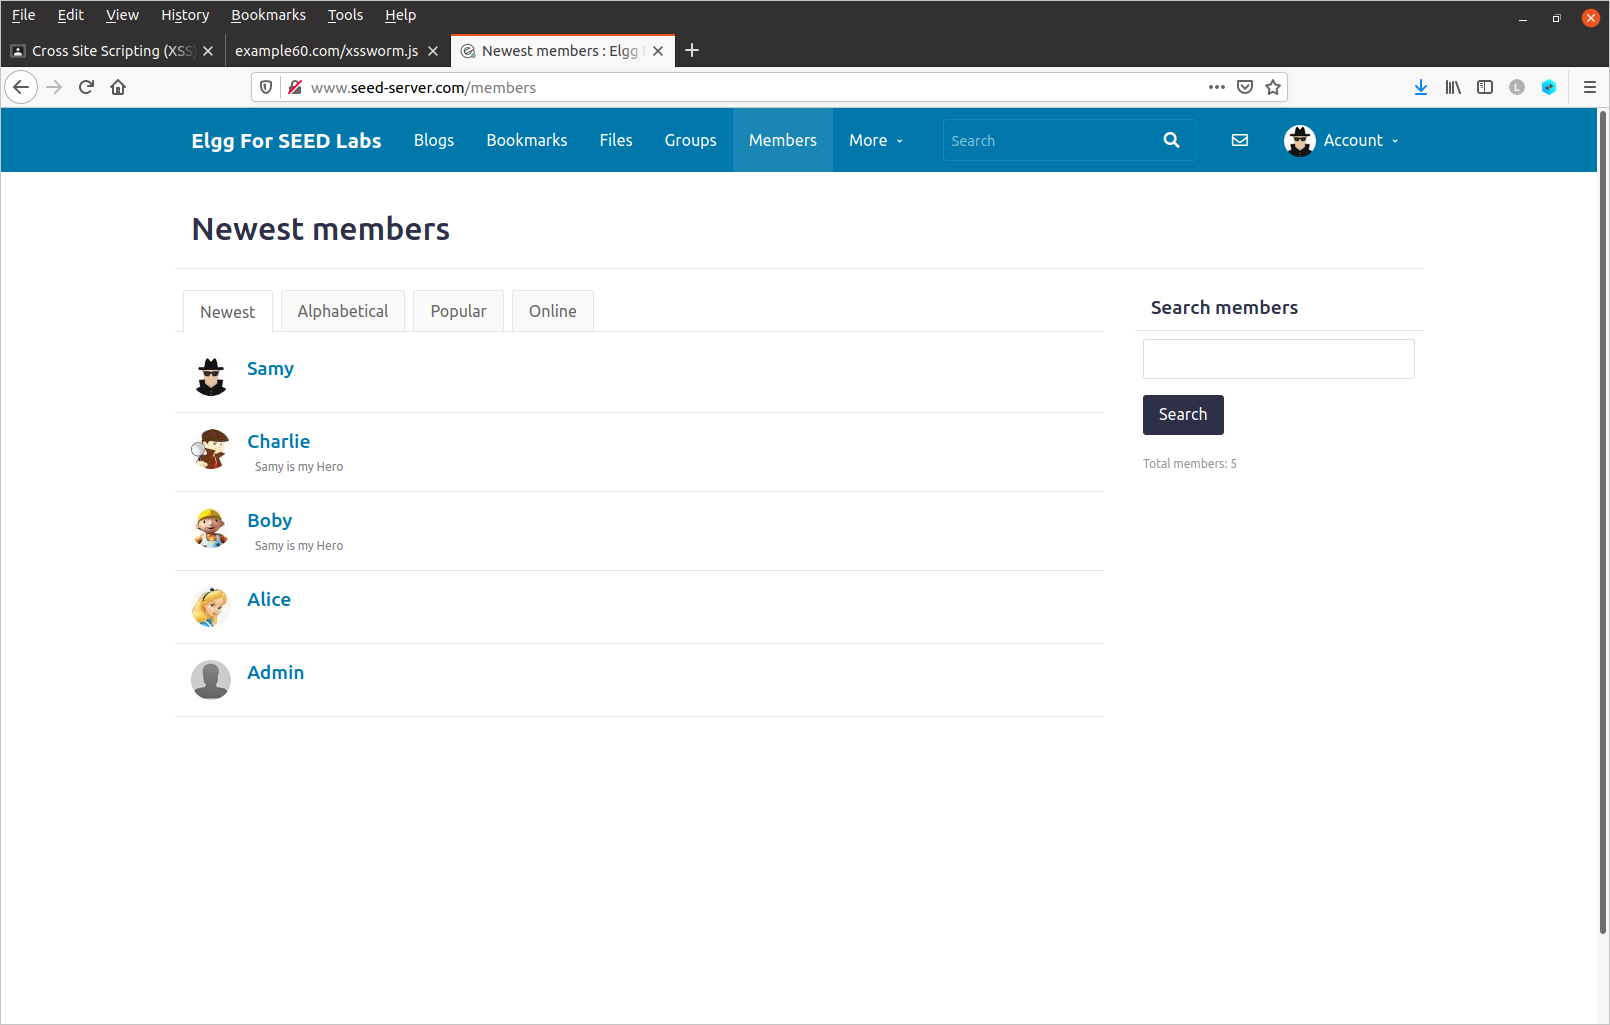 File Edit View History Bookmarks Tools Help
Cross Site Scripting (XSS) example60.com/xssworm.js Newest members : Elgg
www.seed-server.com/members
L
Elgg For SEED Labs Blogs Bookmarks Files Groups Members More Search Account
Newest members
Newest Alphabetical Popular Online
Search members
Samy
Charlie
Samy is my Hero
Search
Total members: 5
Boby
Samy is my Hero
Alice
Admin